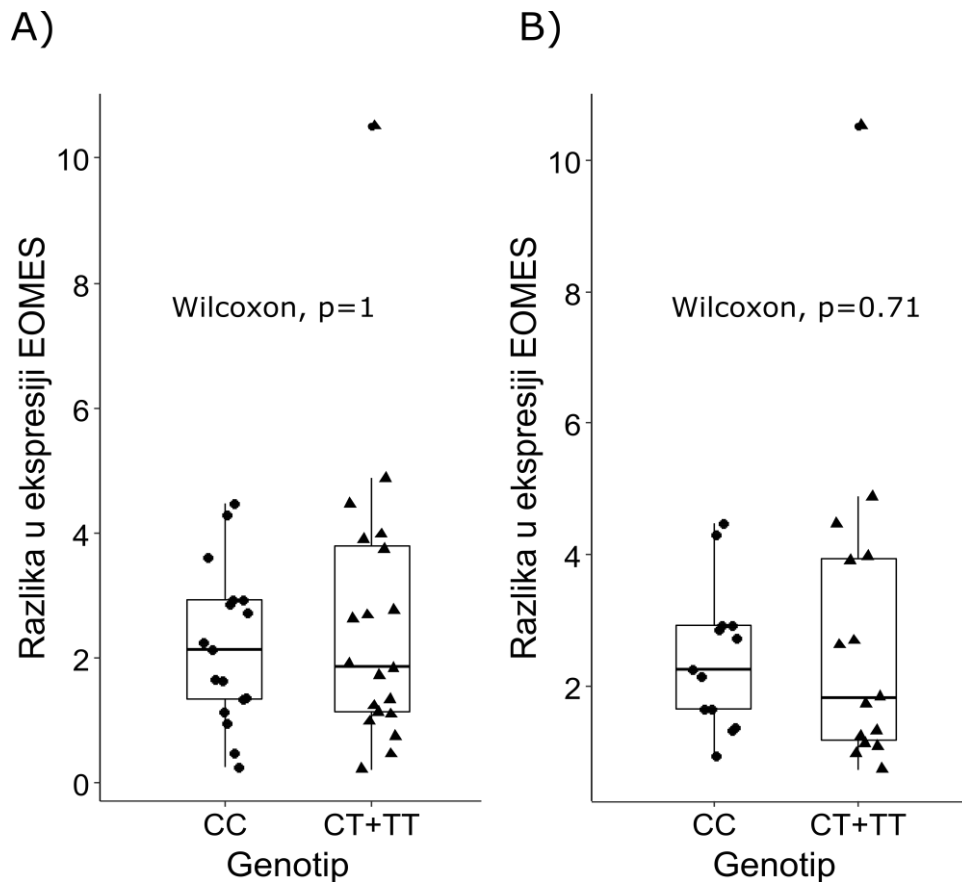 A)
Razlika u ekspresiji EOMES
10
8
6
4
2
0
Wilcoxon, p=1
CC
CT+TT
Genotip
B)
Razlika u ekspresiji EOMES
10
8
6
4
2
Wilcoxon, p=0.71
CC
CT+TT
Genotip